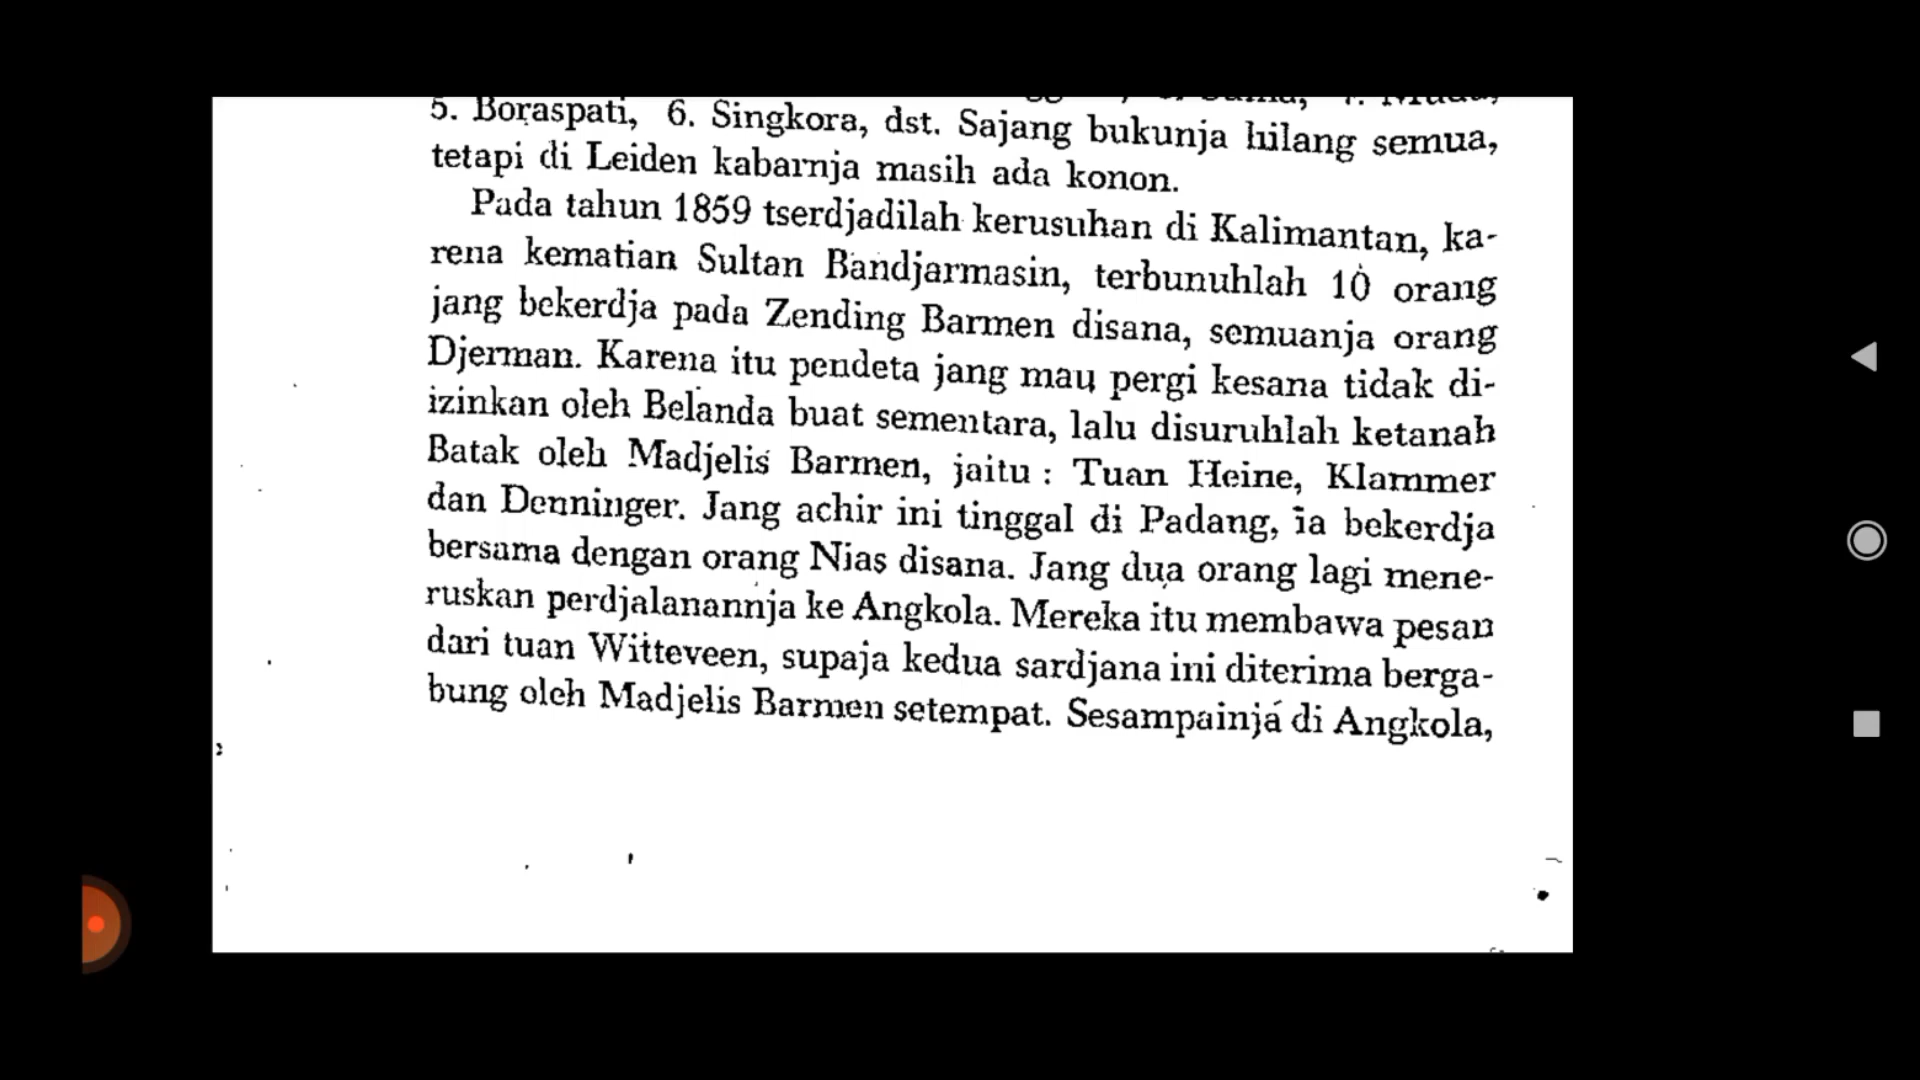 5. Boraspati, 6. Singkora, dst. Sajang bukunja hilang semua,
tetapi di Leiden kabarnja masih ada konon.
Pada tahun 1859 tserdjadilah kerusuhan di Kalimantan, ka-
rena kematian Sultan Bandjarmasin, terbunuhlah 10 orang
jang bekerdja pada Zending Barmen disana, semuanja orang
Djerman. Karena itu pendeta jang mau pergi kesana tidak di-
izinkan oleh Belanda buat sementara, lalu disuruhlah ketanah
Batak oleh Madjelis Barmen, jaitu : Tuan Heine, Klammer
dan Denninger. Jang achir ini tinggal di Padang, ia bekerdja
bersama dengan orang Nias disana. Jang dua orang lagi mene-
ruskan perdjalanannja ke Angkola. Mereka itu membawa pesan
dari tuan Witteveen, supaja kedua sardjana ini diterima berga-
bung oleh Madjelis Barmen setempat. Sesampainja di Angkola,